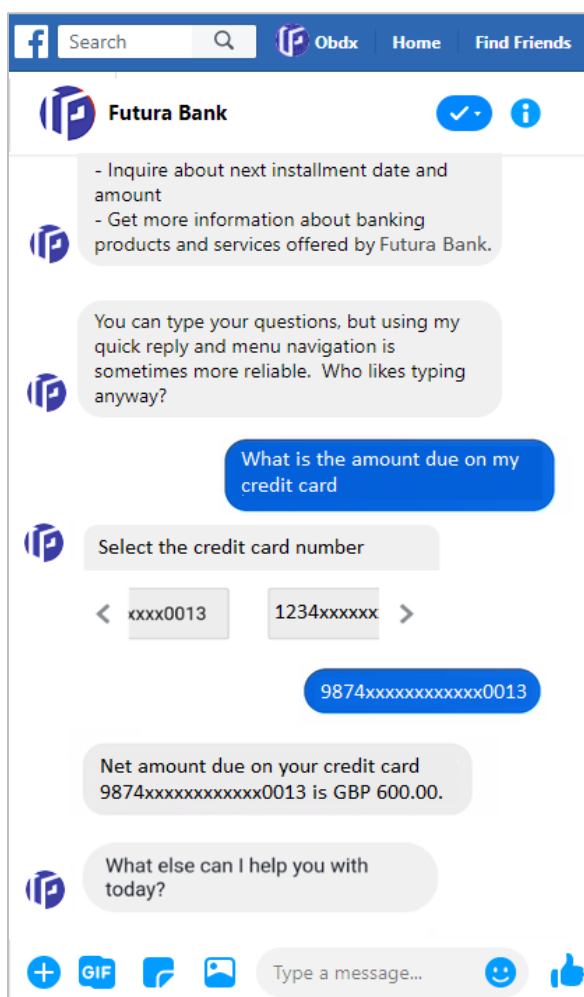 f Search Obdx Home Find Friends
Futura Bank
- Inquire about next installment date and
amount
- Get more information about banking
products and services offered by Futura Bank.
You can type your questions, but using my
quick reply and menu navigation is
sometimes more reliable.  Who likes typing
anyway?
What is the amount due on my
credit card
Select the credit card number
xxxx0013 1234xxxxxx
9874xxxxxxxxxxxx0013
Net amount due on your credit card
9874xxxxxxxxxxxx0013 is GBP 600.00.
What else can I help you with
today?
GIF Type a message...